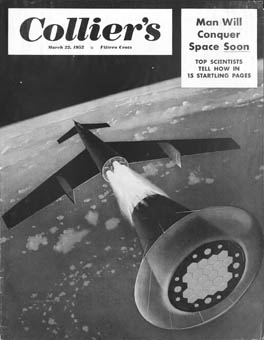 Collier's
March 22, 1952 Fifteen Cents
Man Will
Conquer
Space Soon
TOP SCIENTISTS
TELL HOW IN
15 STARTLING PAGES